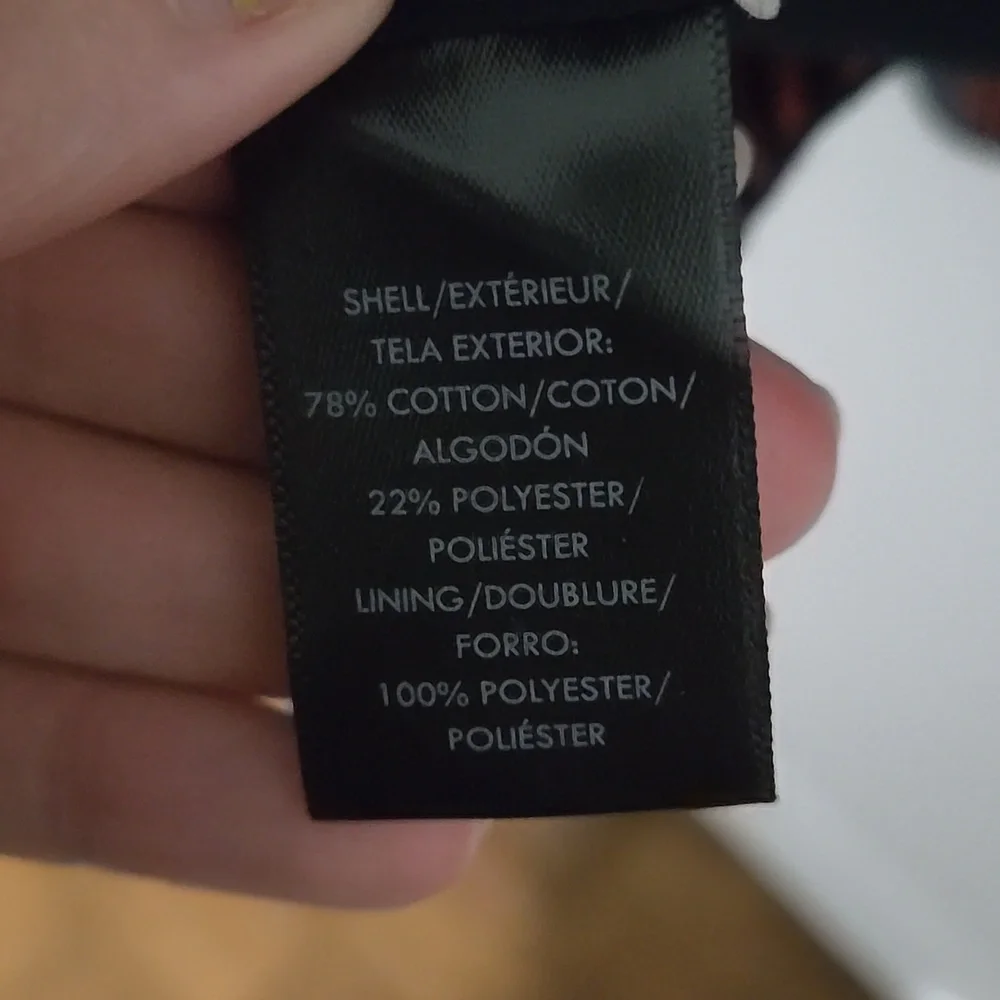 SHELL/EXTÉRIEUR/
TELA EXTERIOR:
78% COTTON/COTON/
ALGODÓN
22% POLYESTER/
POLIÉSTER
LINING/DOUBLURE/
FORRO:
100% POLYESTER/
POLIÉSTER